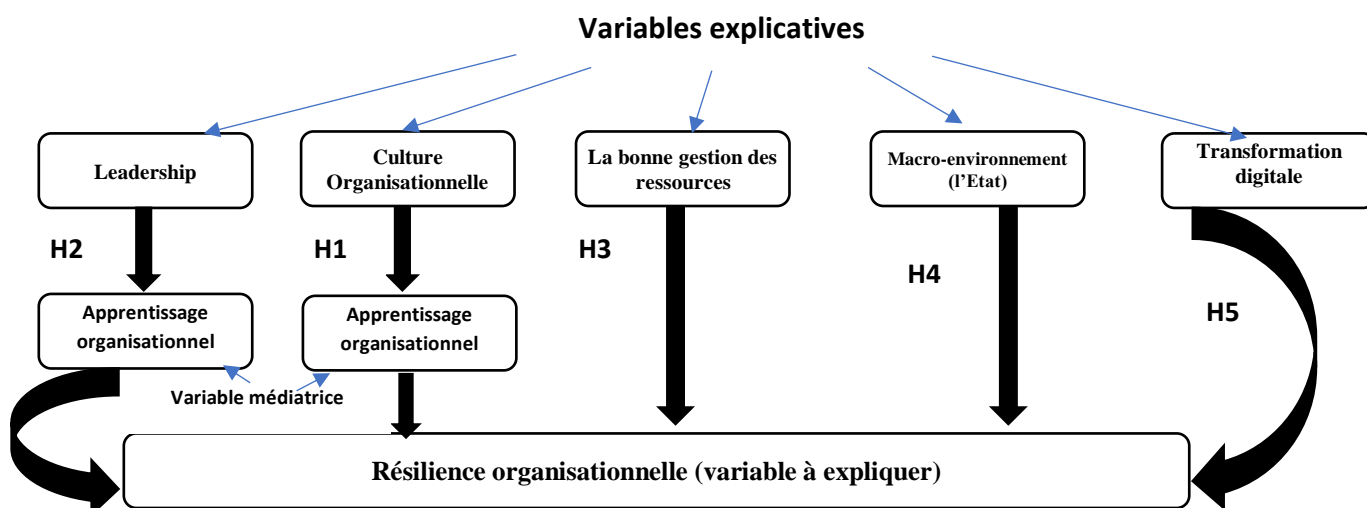 Variables explicatives
Leadership
Culture
Organisationnelle
La bonne gestion des
ressources
Macro-environnement
(l’Etat)
Transformation
digitale
H2
H1
H3
H4
H5
Apprentissage
organisationnel
Apprentissage
organisationnel
Variable médiatrice
Résilience organisationnelle (variable à expliquer)